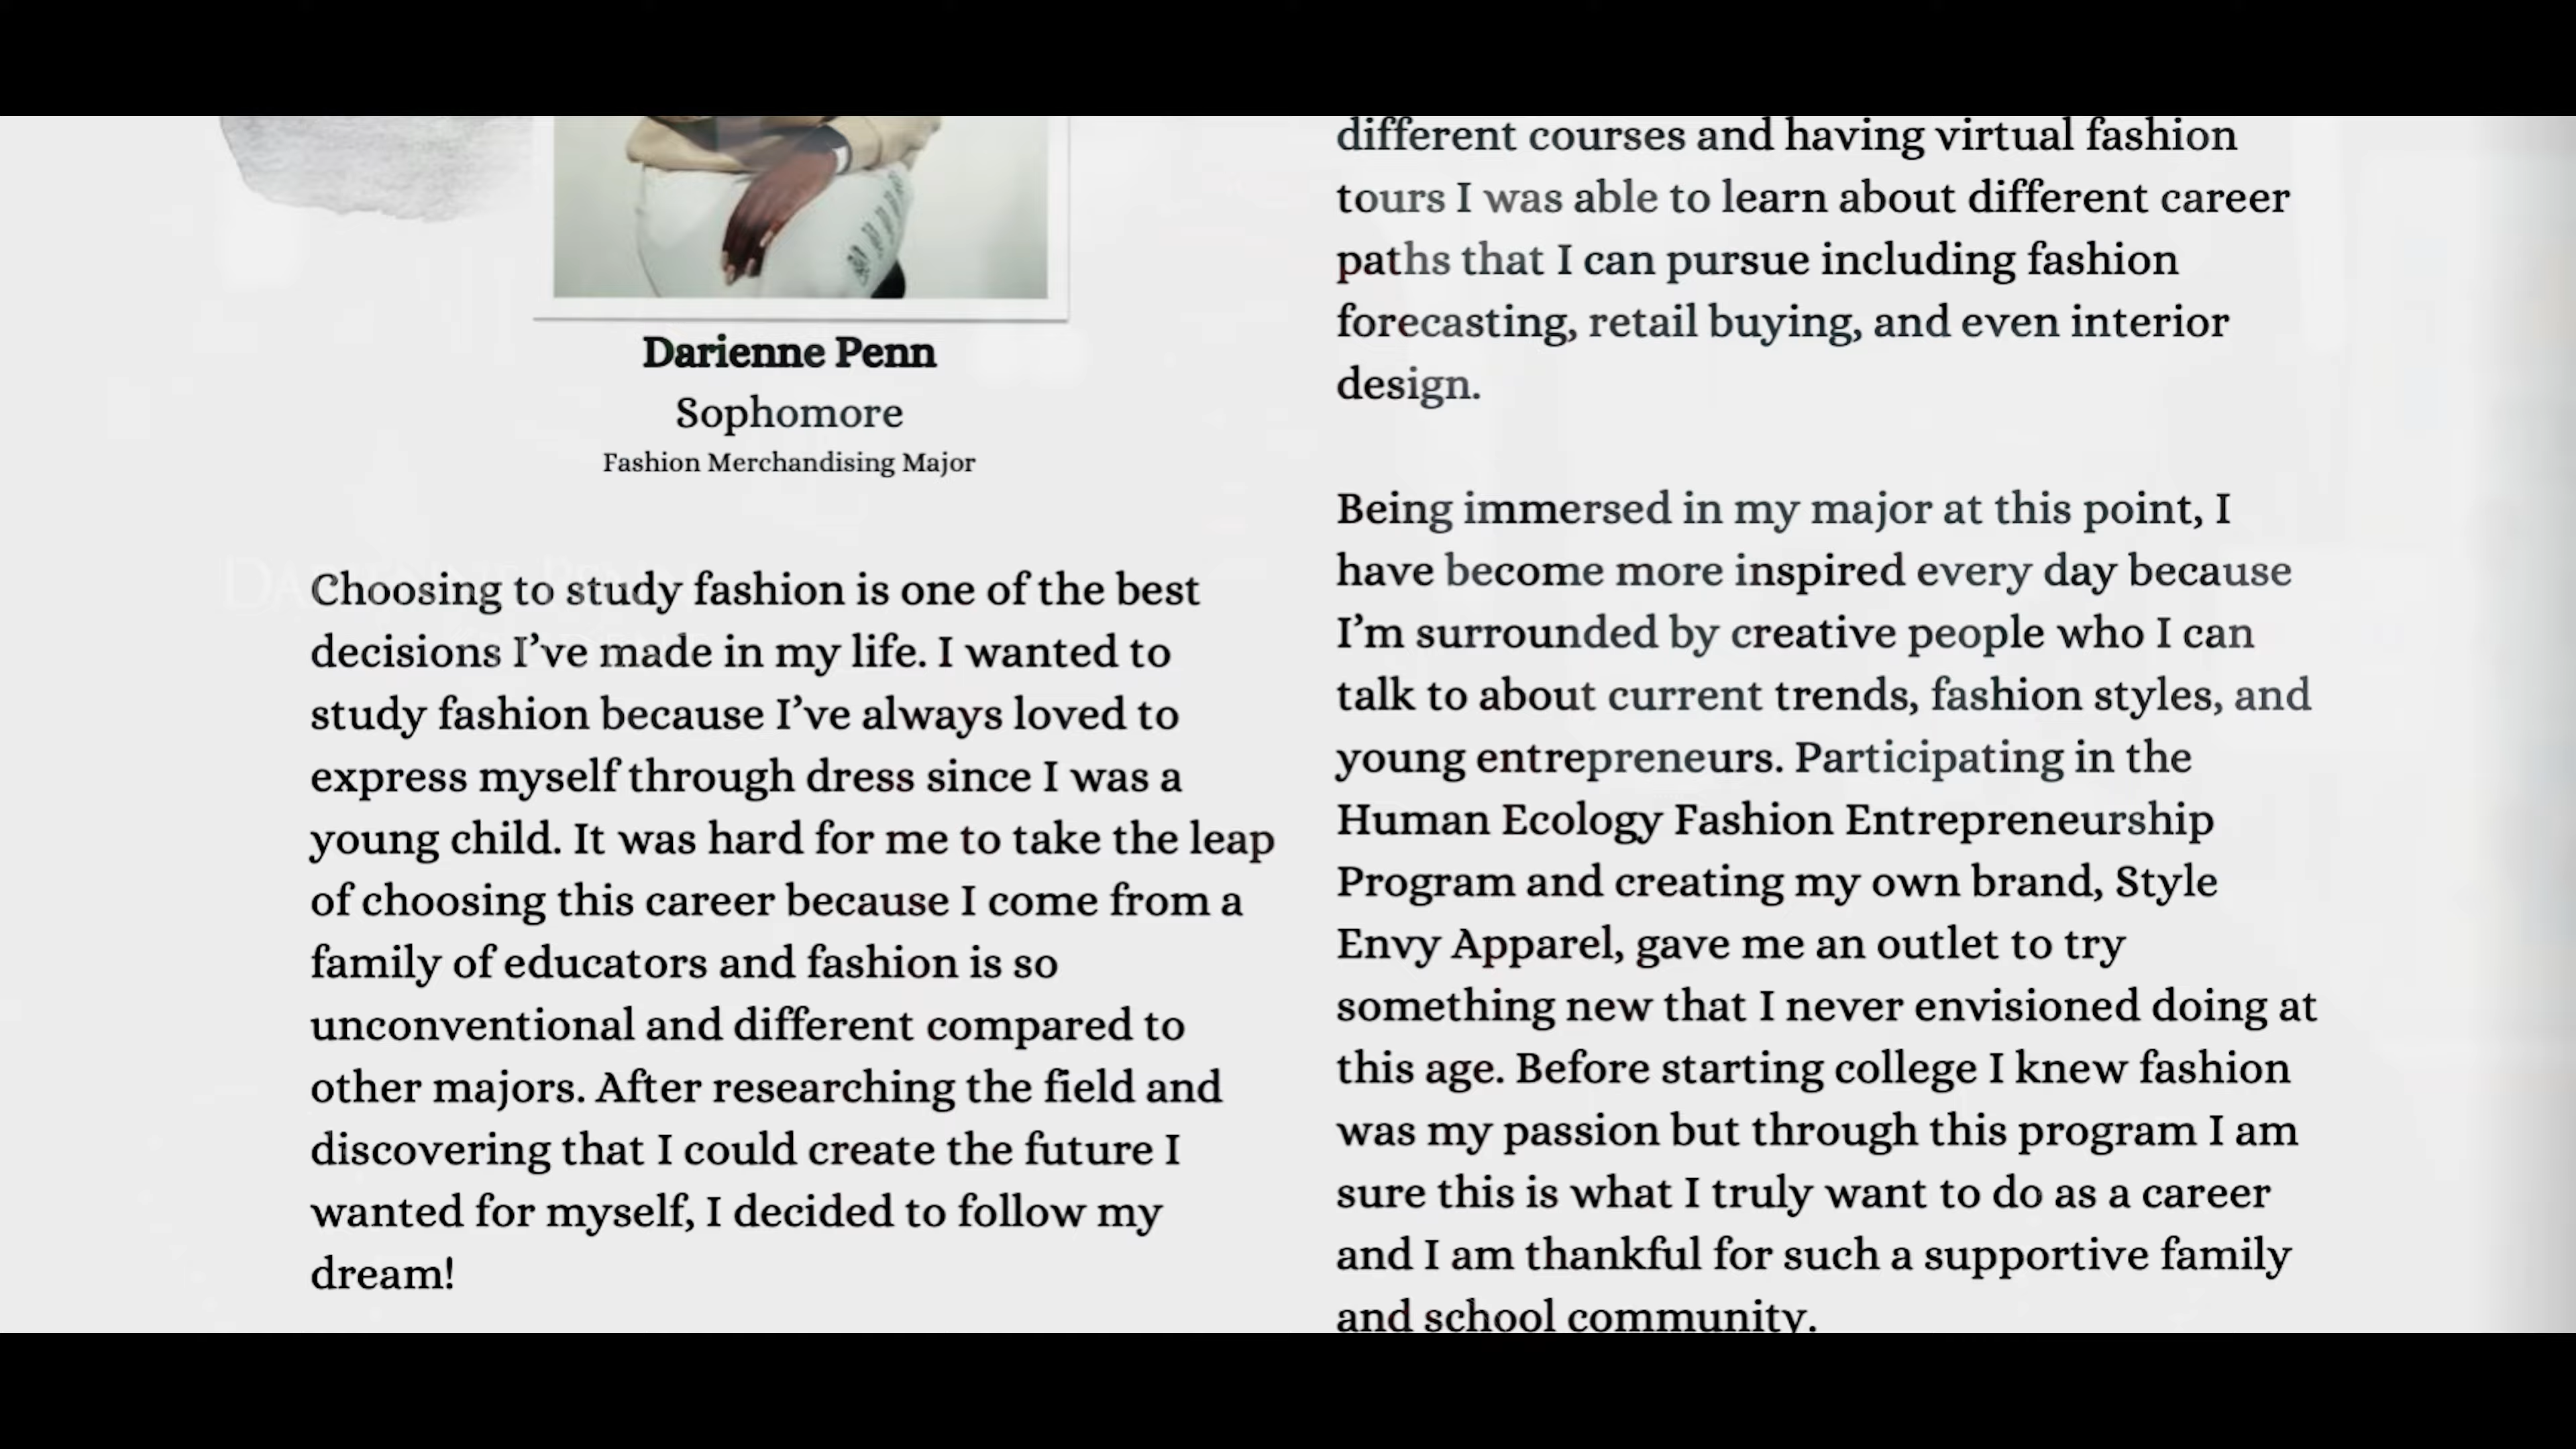 Darienne Penn
Sophomore
Fashion Merchandising Major
Choosing to study fashion is one of the best
decisions I've made in my life. I wanted to
study fashion because I've always loved to
express myself through dress since I was a
young child. It was hard for me to take the leap
of choosing this career because I come from a
family of educators and fashion is so
unconventional and different compared to
other majors. After researching the field and
discovering that I could create the future I
wanted for myself, I decided to follow my
dream!
different courses and having virtual fashion
tours I was able to learn about different career
paths that I can pursue including fashion
forecasting, retail buying, and even interior
design.
Being immersed in my major at this point, I
have become more inspired every day because
I'm surrounded by creative people who I can
talk to about current trends, fashion styles, and
young entrepreneurs. Participating in the
Human Ecology Fashion Entrepreneurship
Program and creating my own brand, Style
Envy Apparel, gave me an outlet to try
something new that I never envisioned doing at
this age. Before starting college I knew fashion
was my passion but through this program I am
sure this is what I truly want to do as a career
and I am thankful for such a supportive family
and school community.